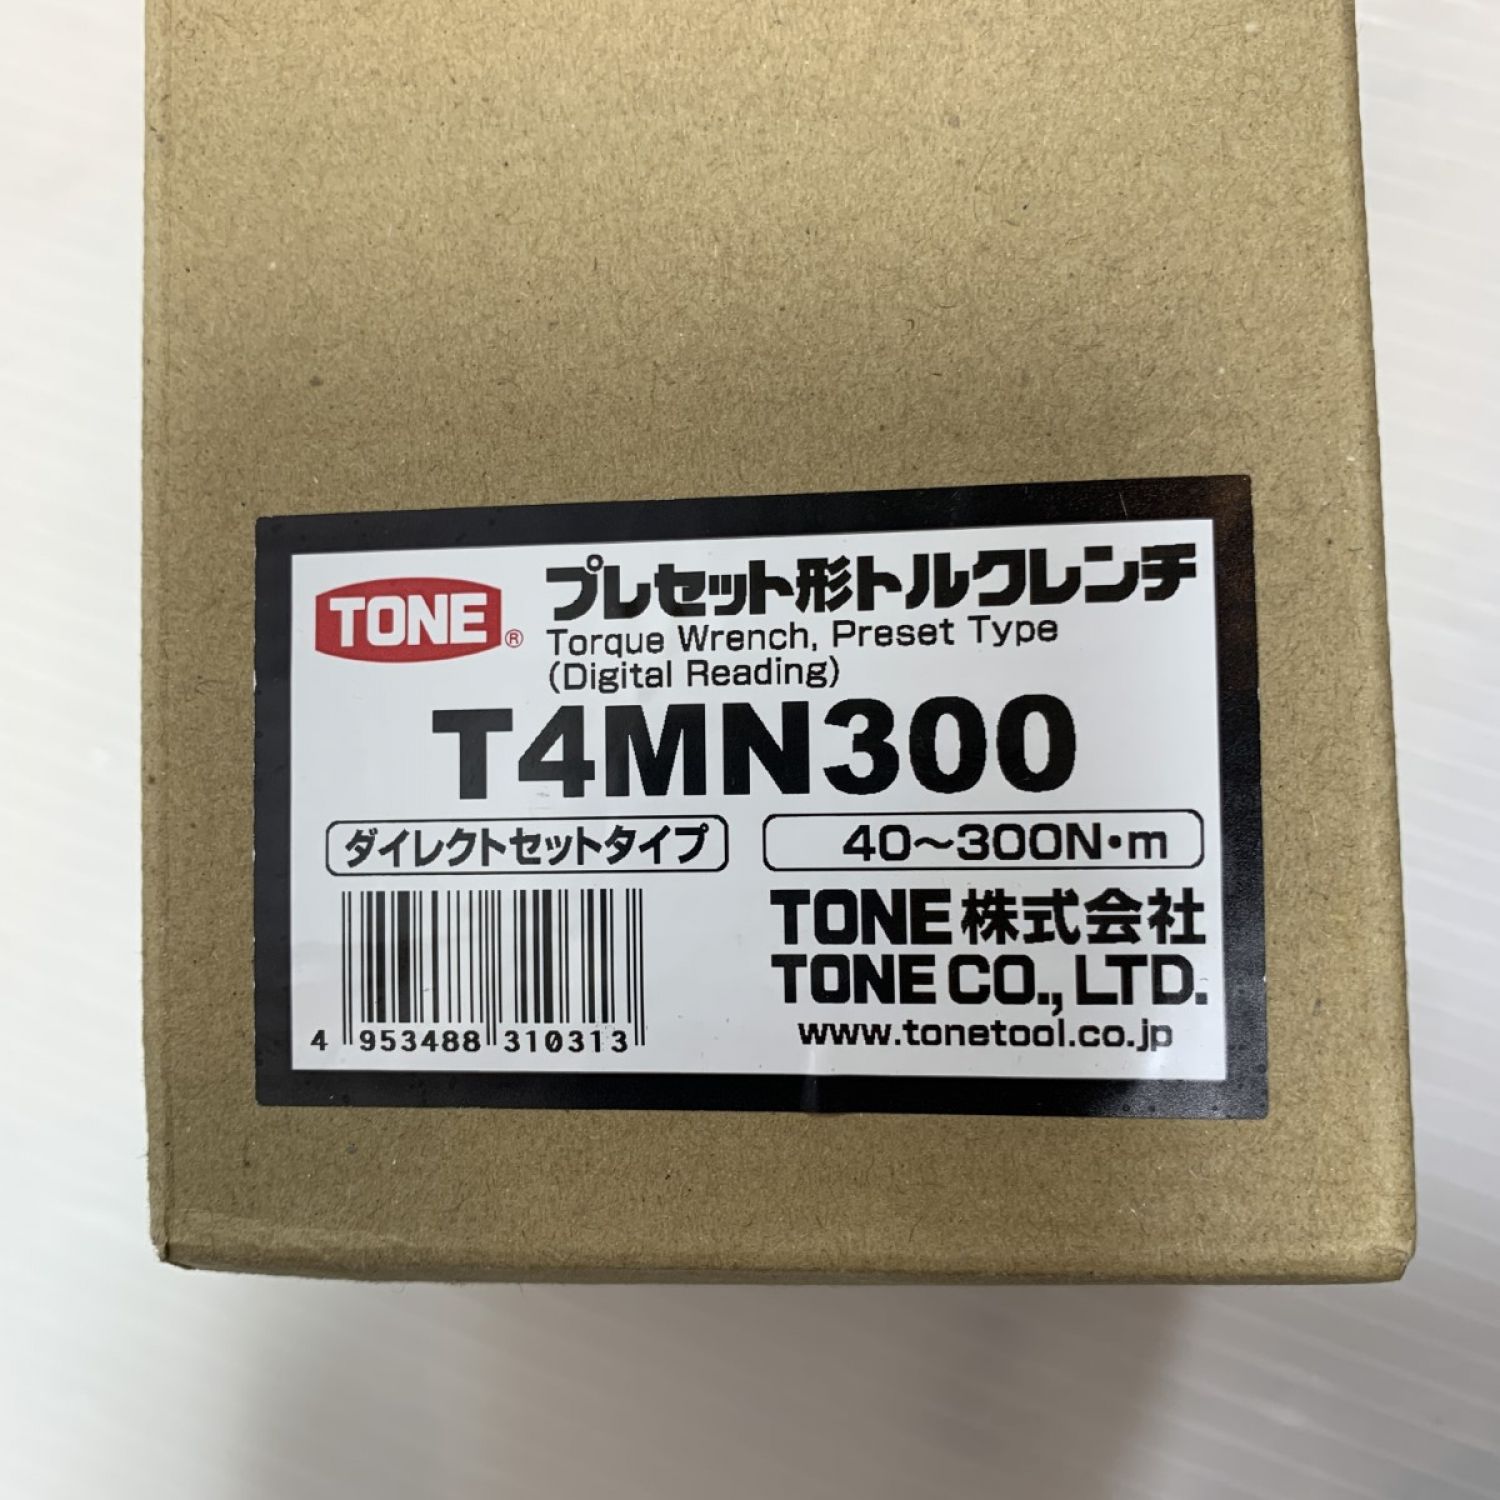 TONE®
プレセット形トルクレンチ
Torque Wrench, Preset Type
(Digital Reading)
T4MN300
ダイレクトセットタイプ
40～300N・m
4 953488 310313
TONE株式会社
TONE CO., LTD.
www.tonetool.co.jp